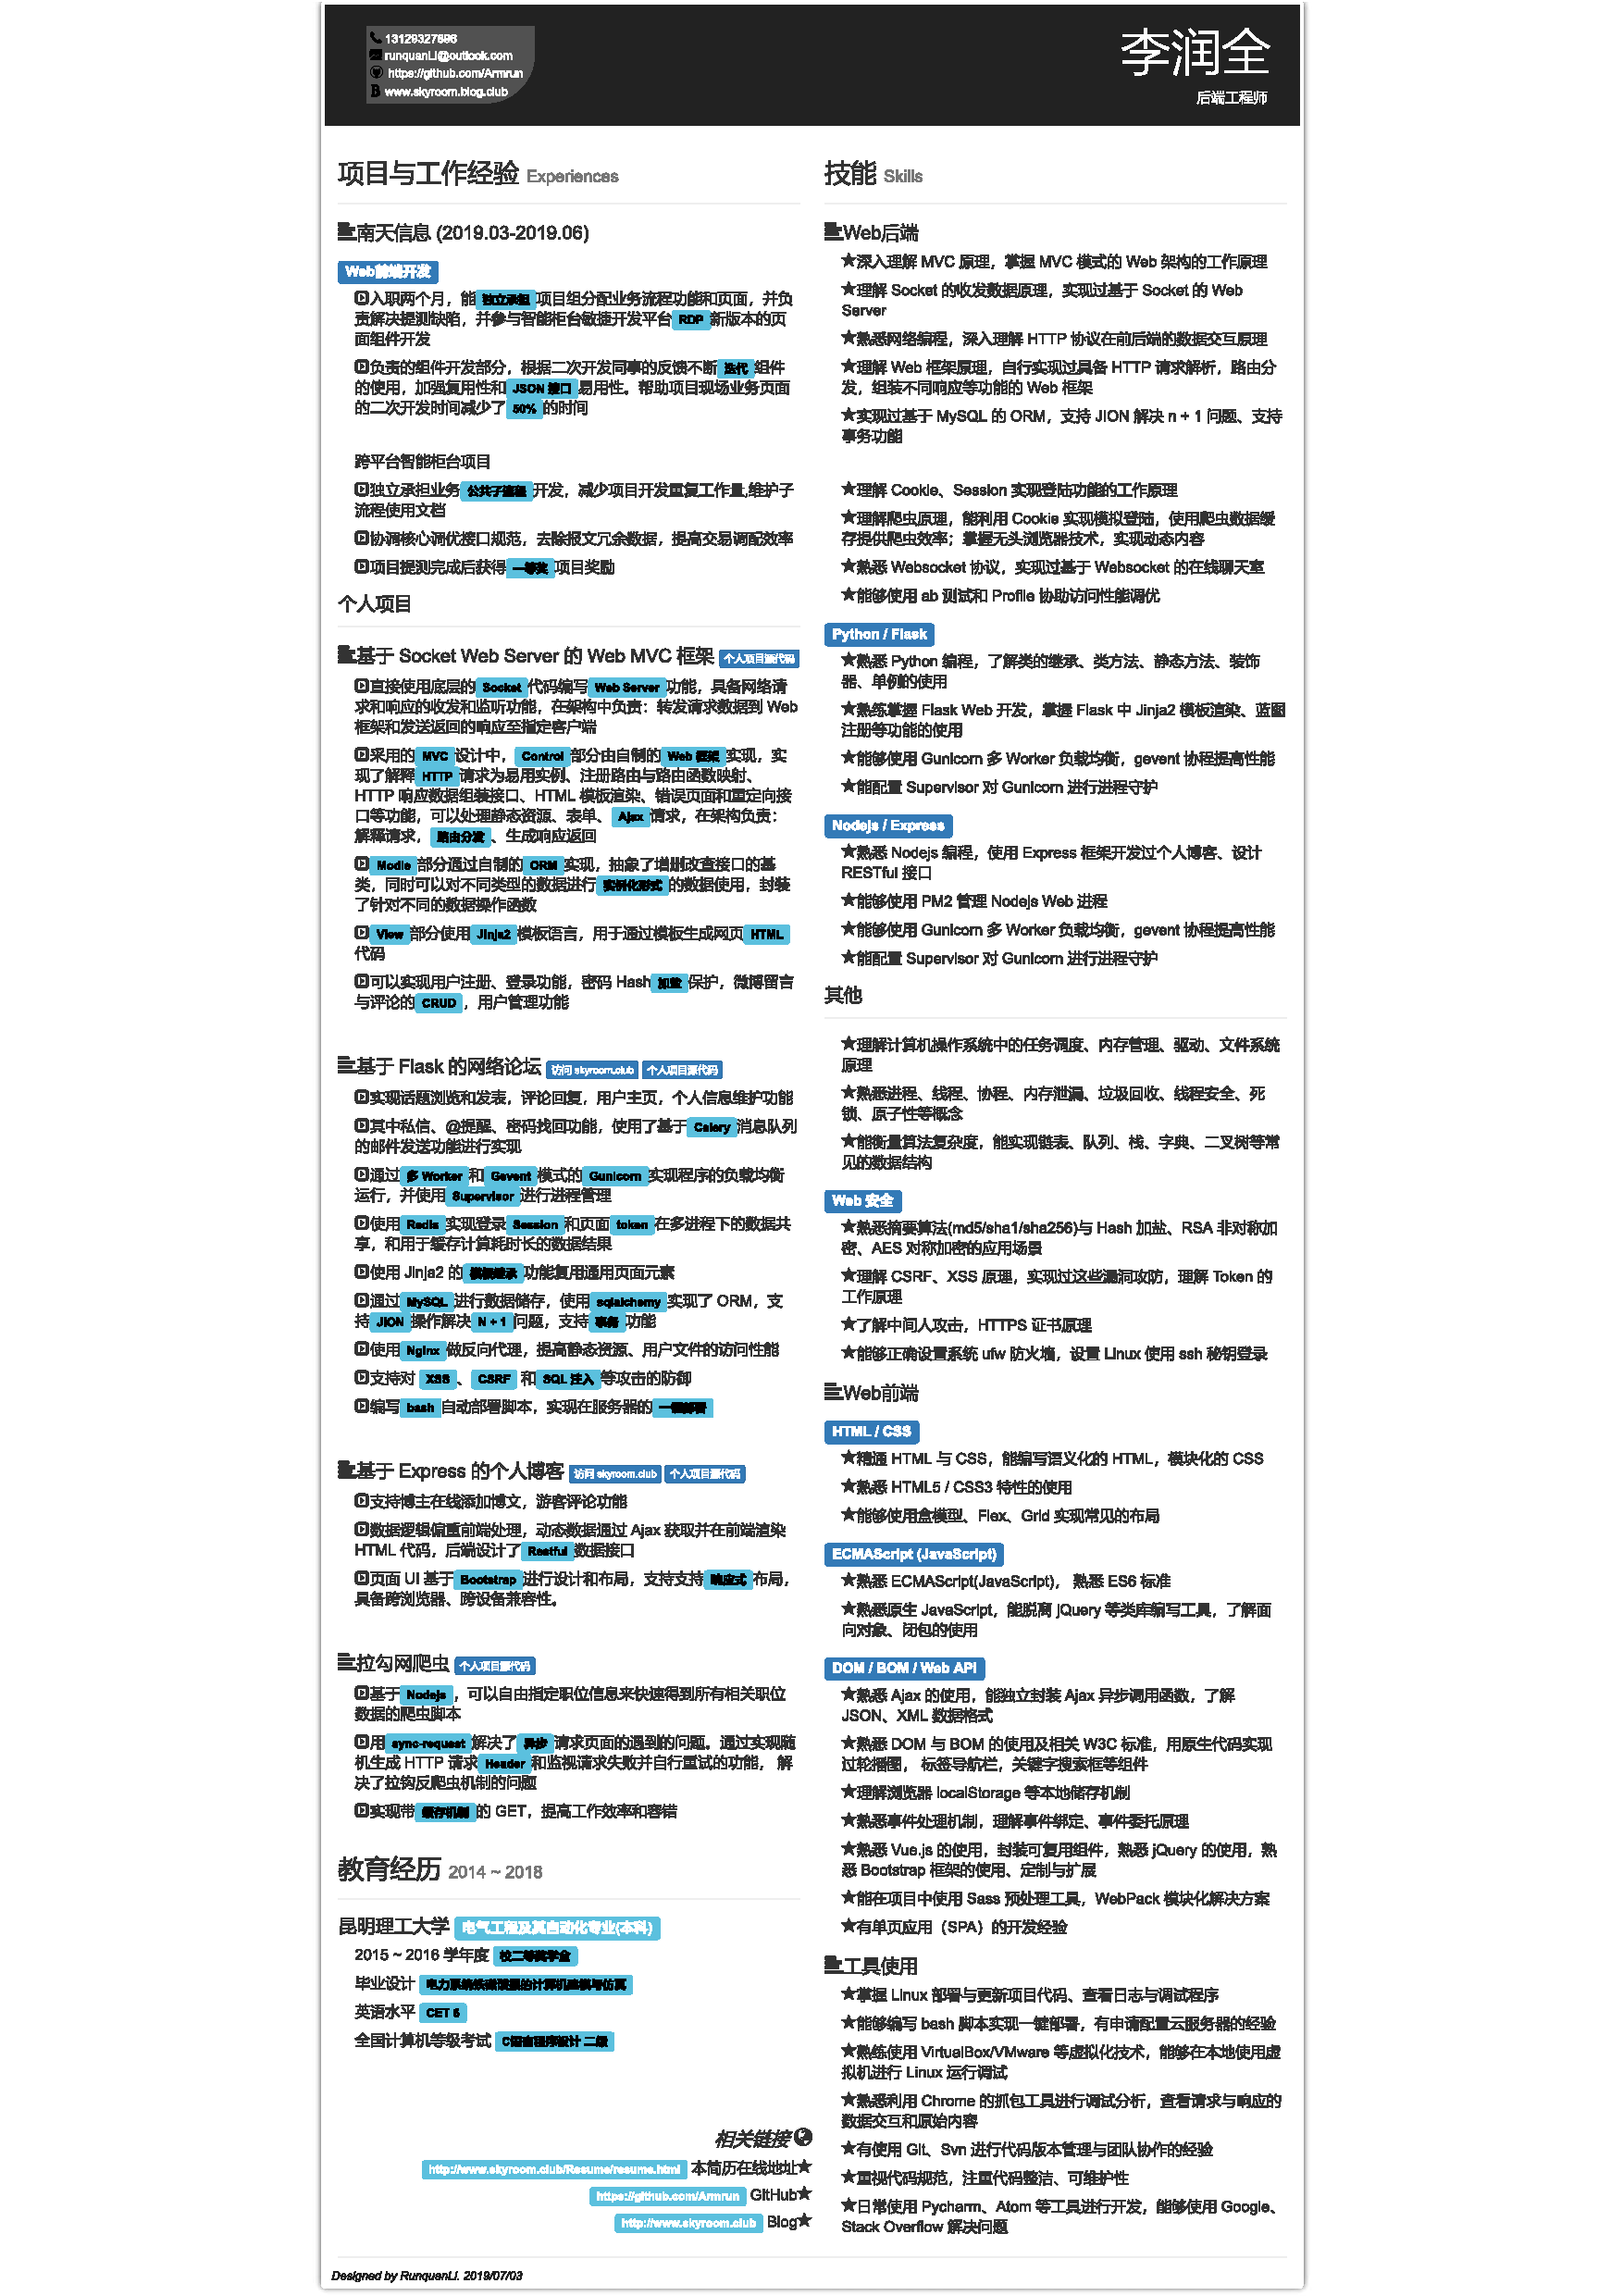 13129327896
runquanLi@outlook.com
https://github.com/Armrun
www.skyroom.blog.club
李润全
后端工程师
项目与工作经验 Experiences
南天信息 (2019.03-2019.06)
Web前端开发
入职两个月，能 独立承担 项目组分配业务流程功能和页面，并负
责解决提测缺陷，并参与智能柜台敏捷开发平台 RDP 新版本的页
面组件开发
负责的组件开发部分，根据二次开发同事的反馈不断 迭代 组件
的使用，加强复用性和 JSON 接口 易用性。帮助项目现场业务页面
的二次开发时间减少了 50% 的时间
跨平台智能柜台项目
独立承担业务 公共子流程 开发，减少项目开发重复工作量,维护子
流程使用文档
协调核心调优接口规范，去除报文冗余数据，提高交易调配效率
项目提测完成后获得 一等奖 项目奖励
个人项目
基于 Socket Web Server 的 Web MVC 框架 个人项目源代码
直接使用底层的 Socket 代码编写 Web Server 功能，具备网络请
求和响应的收发和监听功能，在架构中负责：转发请求数据到 Web
框架和发送返回的响应至指定客户端
采用的 MVC 设计中， Control 部分由自制的 Web 框架 实现，实
现了解释 HTTP 请求为易用实例、注册路由与路由函数映射、
HTTP 响应数据组装接口、HTML 模板渲染、错误页面和重定向接
口等功能，可以处理静态资源、表单、 Ajax 请求，在架构负责：
解释请求， 路由分发 、生成响应返回
Modle 部分通过自制的 ORM 实现，抽象了增删改查接口的基
类，同时可以对不同类型的数据进行 实例化形式 的数据使用，封装
了针对不同的数据操作函数
View 部分使用 Jinja2 模板语言，用于通过模板生成网页 HTML
代码
可以实现用户注册、登录功能，密码 Hash 加盐 保护，微博留言
与评论的 CRUD ，用户管理功能
基于 Flask 的网络论坛 访问 skyroom.club 个人项目源代码
实现话题浏览和发表，评论回复，用户主页，个人信息维护功能
其中私信、@提醒、密码找回功能，使用了基于 Celery 消息队列
的邮件发送功能进行实现
通过 多 Worker 和 Gevent 模式的 Gunicorn 实现程序的负载均衡
运行，并使用 Supervisor 进行进程管理
使用 Redis 实现登录 Session 和页面 token 在多进程下的数据共
享，和用于缓存计算耗时长的数据结果
使用 Jinja2 的 模板继承 功能复用通用页面元素
通过 MySQL 进行数据储存，使用 sqlalchemy 实现了 ORM，支
持 JION 操作解决 N + 1 问题，支持 事务 功能
使用 Nginx 做反向代理，提高静态资源、用户文件的访问性能
支持对 XSS 、 CSRF 和 SQL 注入 等攻击的防御
编写 bash 自动部署脚本，实现在服务器的 一键部署
基于 Express 的个人博客 访问 skyroom.club 个人项目源代码
支持博主在线添加博文，游客评论功能
数据逻辑偏重前端处理，动态数据通过 Ajax 获取并在前端渲染
HTML 代码，后端设计了 Restful 数据接口
页面 UI 基于 Bootstrap 进行设计和布局，支持支持 响应式 布局，
具备跨浏览器、跨设备兼容性。
拉勾网爬虫 个人项目源代码
基于 Nodejs ，可以自由指定职位信息来快速得到所有相关职位
数据的爬虫脚本
用 sync-request 解决了 异步 请求页面的遇到的问题。通过实现随
机生成 HTTP 请求 Header 和监视请求失败并自行重试的功能， 解
决了拉钩反爬虫机制的问题
实现带 缓存机制 的 GET，提高工作效率和容错
教育经历 2014 ~ 2018
昆明理工大学 电气工程及其自动化专业(本科)
2015 ~ 2016 学年度 校二等奖学金
毕业设计
英语水平 CET 6
全国计算机等级考试 C语言程序设计 二级
相关链接
http://www.skyroom.club/Resume/resume.html 本简历在线地址
https://github.com/Armrun GitHub
http://www.skyroom.club Blog
技能 Skills
Web后端
深入理解 MVC 原理，掌握 MVC 模式的 Web 架构的工作原理
理解 Socket 的收发数据原理，实现过基于 Socket 的 Web
Server
熟悉网络编程，深入理解 HTTP 协议在前后端的数据交互原理
理解 Web 框架原理，自行实现过具备 HTTP 请求解析，路由分
发，组装不同响应等功能的 Web 框架
实现过基于 MySQL 的 ORM，支持 JION 解决 n + 1 问题、支持
事务功能
理解 Cookie、Session 实现登陆功能的工作原理
理解爬虫原理，能利用 Cookie 实现模拟登陆，使用爬虫数据缓
存提供爬虫效率；掌握无头浏览器技术，实现动态内容
熟悉 Websocket 协议，实现过基于 Websocket 的在线聊天室
能够使用 ab 测试和 Profile 协助访问性能调优
Python / Flask
熟悉 Python 编程，了解类的继承、类方法、静态方法、装饰
器、单例的使用
熟练掌握 Flask Web 开发，掌握 Flask 中 Jinja2 模板渲染、蓝图
注册等功能的使用
能够使用 Gunicorn 多 Worker 负载均衡，gevent 协程提高性能
能配置 Supervisor 对 Gunicorn 进行进程守护
Nodejs / Express
熟悉 Nodejs 编程，使用 Express 框架开发过个人博客、设计
RESTful 接口
能够使用 PM2 管理 Nodejs Web 进程
能够使用 Gunicorn 多 Worker 负载均衡，gevent 协程提高性能
能配置 Supervisor 对 Gunicorn 进行进程守护
其他
理解计算机操作系统中的任务调度、内存管理、驱动、文件系统
原理
熟悉进程、线程、协程、内存泄漏、垃圾回收、线程安全、死
锁、原子性等概念
能衡量算法复杂度，能实现链表、队列、栈、字典、二叉树等常
见的数据结构
Web 安全
熟悉摘要算法(md5/sha1/sha256)与 Hash 加盐、RSA 非对称加
密、AES 对称加密的应用场景
理解 CSRF、XSS 原理，实现过这些漏洞攻防，理解 Token 的
工作原理
了解中间人攻击，HTTPS 证书原理
能够正确设置系统 ufw 防火墙，设置 Linux 使用 ssh 秘钥登录
Web前端
HTML / CSS
精通 HTML 与 CSS，能编写语义化的 HTML，模块化的 CSS
熟悉 HTML5 / CSS3 特性的使用
能够使用盒模型、Flex、Grid 实现常见的布局
ECMAScript (JavaScript)
熟悉 ECMAScript(JavaScript)， 熟悉 ES6 标准
熟悉原生 JavaScript，能脱离 jQuery 等类库编写工具，了解面
向对象、闭包的使用
DOM / BOM / Web API
熟悉 Ajax 的使用，能独立封装 Ajax 异步调用函数，了解
JSON、XML 数据格式
熟悉 DOM 与 BOM 的使用及相关 W3C 标准，用原生代码实现
过轮播图， 标签导航栏，关键字搜索框等组件
理解浏览器 localStorage 等本地储存机制
熟悉事件处理机制，理解事件绑定、事件委托原理
熟悉 Vue.js 的使用，封装可复用组件，熟悉 jQuery 的使用，熟
悉 Bootstrap 框架的使用、定制与扩展
能在项目中使用 Sass 预处理工具，WebPack 模块化解决方案
有单页应用（SPA）的开发经验
工具使用
掌握 Linux 部署与更新项目代码、查看日志与调试程序
能够编写 bash 脚本实现一键部署，有申请配置云服务器的经验
熟练使用 VirtualBox/VMware 等虚拟化技术，能够在本地使用虚
拟机进行 Linux 运行调试
熟悉利用 Chrome 的抓包工具进行调试分析，查看请求与响应的
数据交互和原始内容
有使用 Git、Svn 进行代码版本管理与团队协作的经验
重视代码规范，注重代码整洁、可维护性
日常使用 Pycharm、Atom 等工具进行开发，能够使用 Google、
Stack Overflow 解决问题
Designed by RunquanLi. 2019/07/03